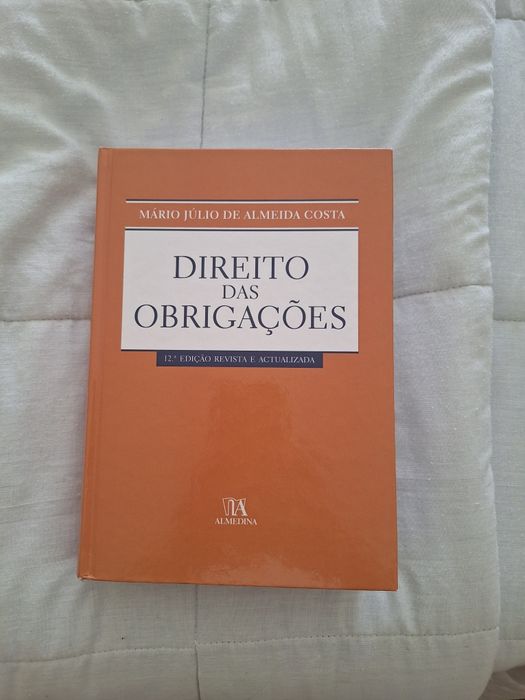 MÁRIO JÚLIO DE ALMEIDA COSTA
DIREITO
DAS
OBRIGAÇÕES
12.ª EDIÇÃO REVISTA E ACTUALIZADA
ALMEDINA